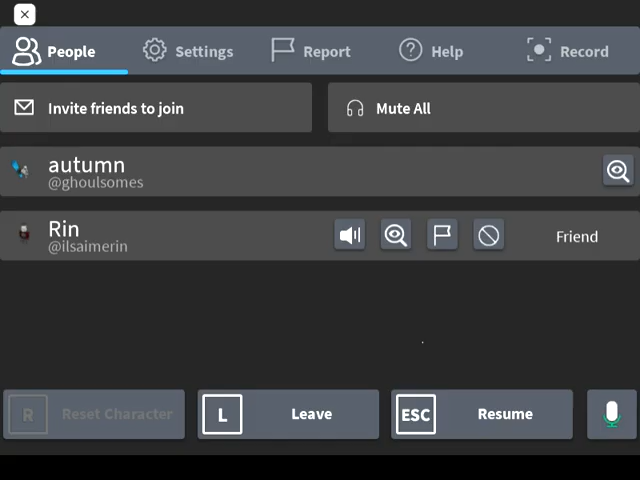 People
Settings
Report
Help
Record
Invite friends to join
Mute All
autumn
@ghoulsomes
Rin
@ilsaimerin
Friend
R Reset Character
L Leave
ESC Resume